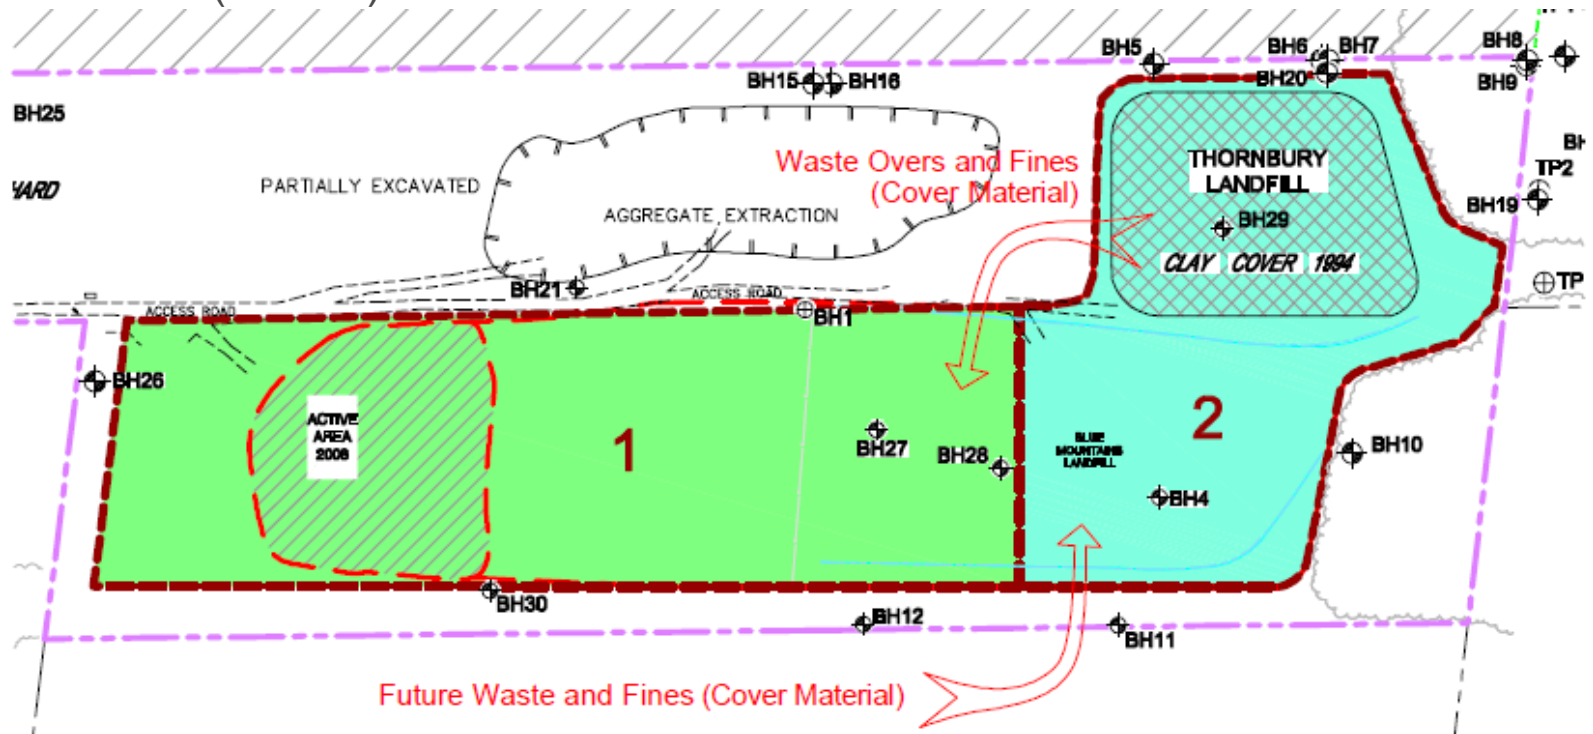 BH5
BH6
BH7
BH8
BH15
BH16
BH20
BH9
BH25
Waste Overs and Fines
(Cover Material)
THORNBURY
LANDFILL
PARTIALLY EXCAVATED
TP2
BH19
AGGREGATE EXTRACTION
BH29
CLAY COVER 1994
BH21
ACCESS ROAD
TP
ACCESS ROAD
BH1
BH26
ACTIVE
AREA
2008
1
2
BH27
BH28
BLUE
MOUNTAINS
LANDFILL
BH10
BH4
BH30
BH12
BH11
Future Waste and Fines (Cover Material)